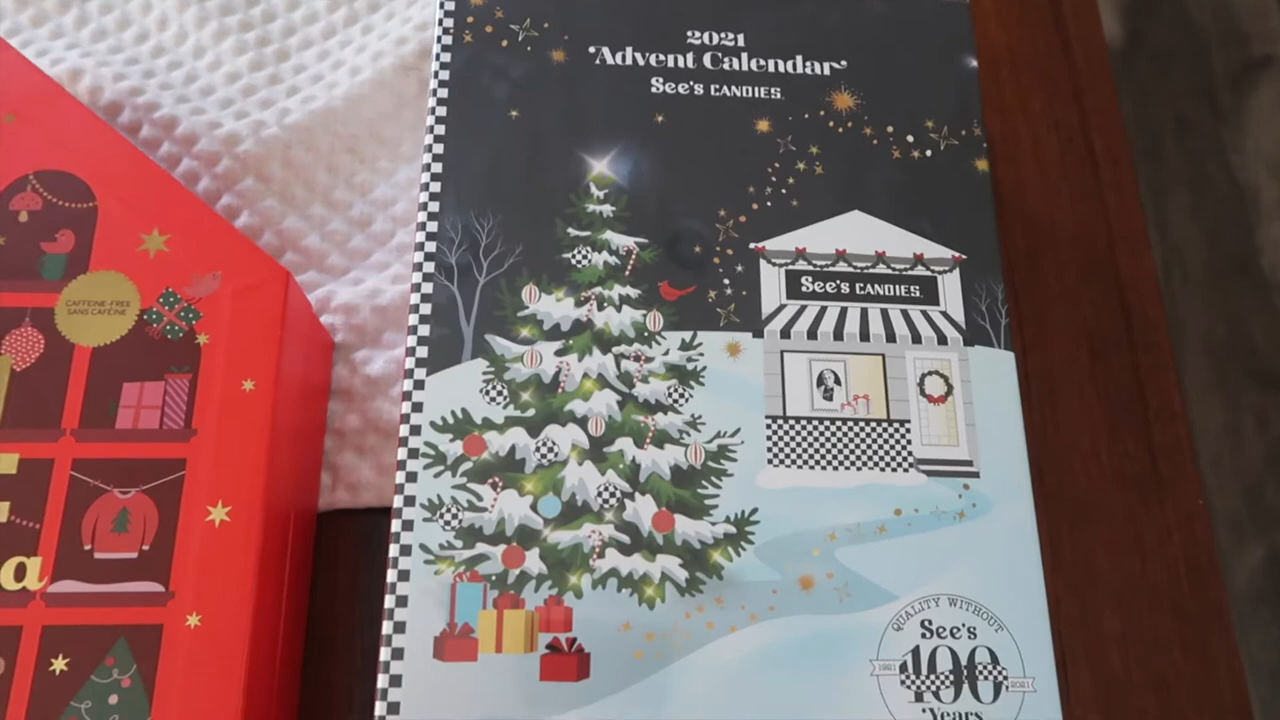 2021
Advent Calendar
See's CANDIES
See's CANDIES
CAFFEINE-FREE
SANS CAFÉINE
a
QUALITY WITHOUT
See's
1921 100 2021
Years